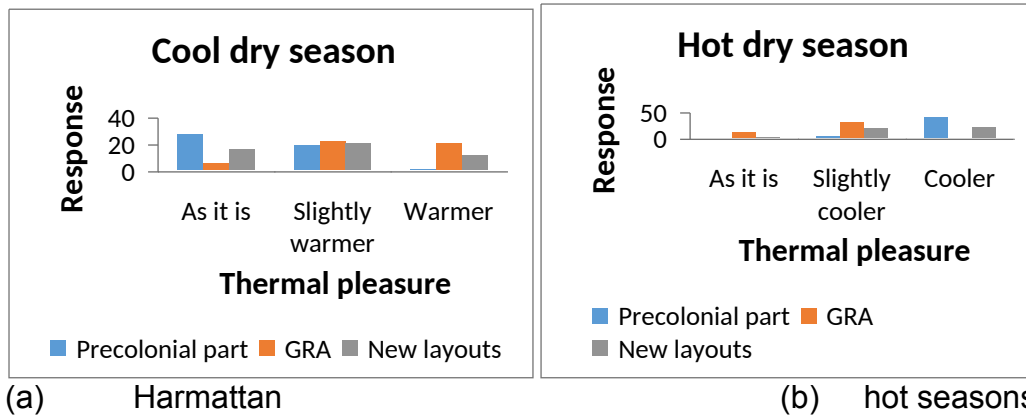 Cool dry season
Response
40
20
0
As it is
Slightly warmer
Warmer
Thermal pleasure
Precolonial part GRA New layouts
(a) Harmattan
Hot dry season
Response
50
0
As it is
Slightly cooler
Cooler
Thermal pleasure
Precolonial part GRA
New layouts
(b) hot seasons